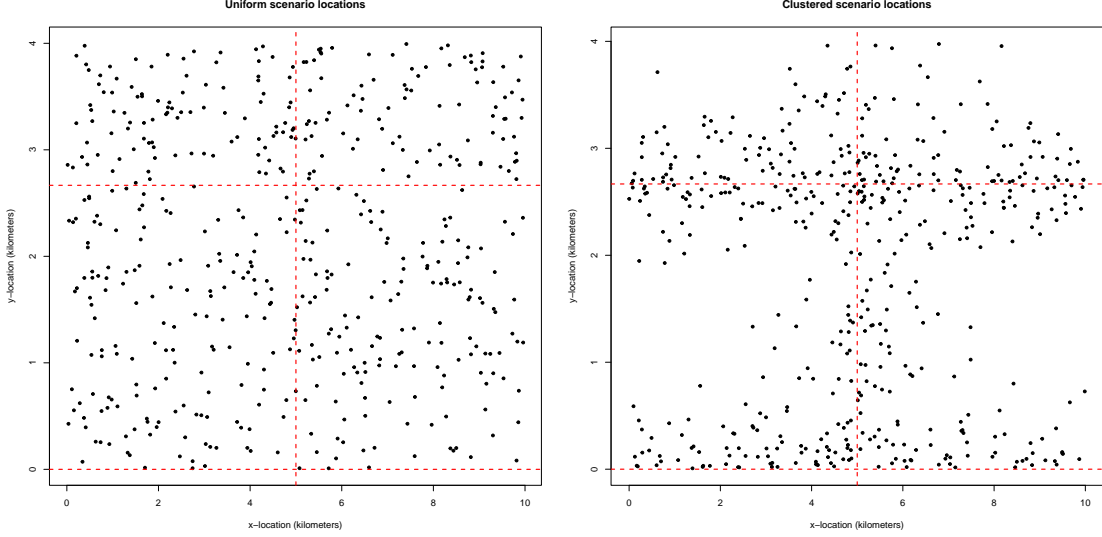 Uniform scenario locations
4
3
2
1
0
y−location (kilometers)
0 2 4 6 8 10
x−location (kilometers)
Clustered scenario locations
4
3
2
1
0
y−location (kilometers)
0 2 4 6 8 10
x−location (kilometers)